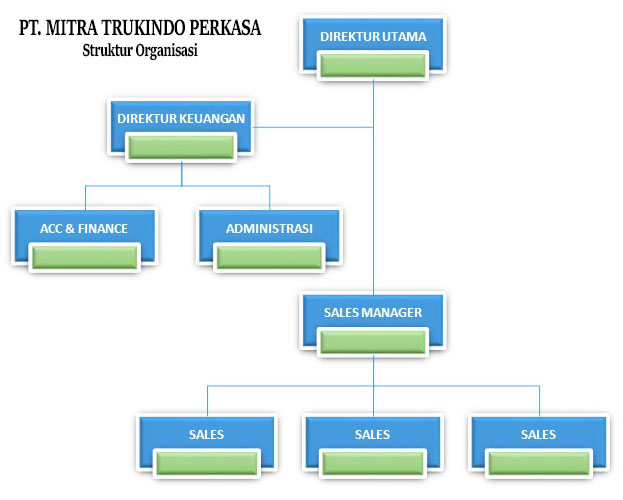 PT. MITRA TRUKINDO PERKASA
Struktur Organisasi
DIREKTUR UTAMA
DIREKTUR KEUANGAN
ACC & FINANCE
ADMINISTRASI
SALES MANAGER
SALES
SALES
SALES